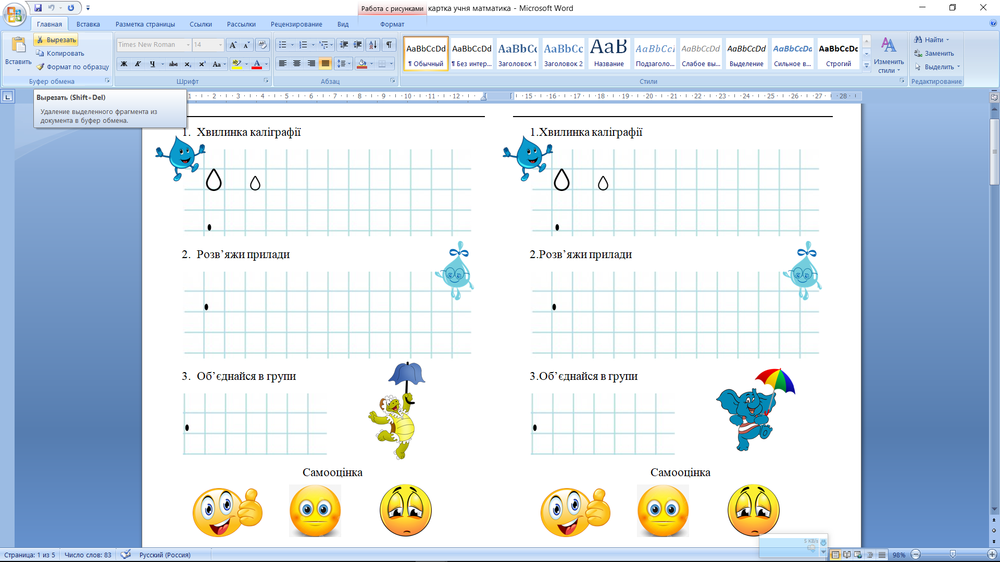 Работа с рисунками
картка учня матматика - Microsoft Word
Главная
Вставка
Разметка страницы
Ссылки
Рассылки
Рецензирование
Вид
Формат
Вставить
Вырезать
Копировать
Формат по образцу
Буфер обмена
Times New Roman
14
Шрифт
Абзац
AaBbCcDd
¶ Обычный
AaBbCcDd
¶ Без интер...
AaBbCc
Заголовок 1
AaBbCc
Заголовок 2
AaB
Название
AaBbCcI
Подзаголо...
AaBbCcDd
Слабое вы...
AaBbCcDd
Выделение
AaBbCcDd
Сильное в...
AaBbCcDc
Строгий
Изменить стили
Стили
Найти
Заменить
Выделить
Редактирование
Вырезать (Shift+Del)
Удаление выделенного фрагмента из
документа в буфер обмена.
1 2 3 4 5 6 7 8 9 10 11 12 15 16 17 18 19 20 21 22 23 24 25 26 27 28
1. Хвилинка каліграфії
2. Розв’яжи прилади
3. Об’єднайся в групи
Самооцінка
1.Хвилинка каліграфії
2.Розв’яжи прилади
3.Об’єднайся в групи
Самооцінка
5 KB/s
Страница: 1 из 5
Число слов: 83
Русский (Россия)
98%